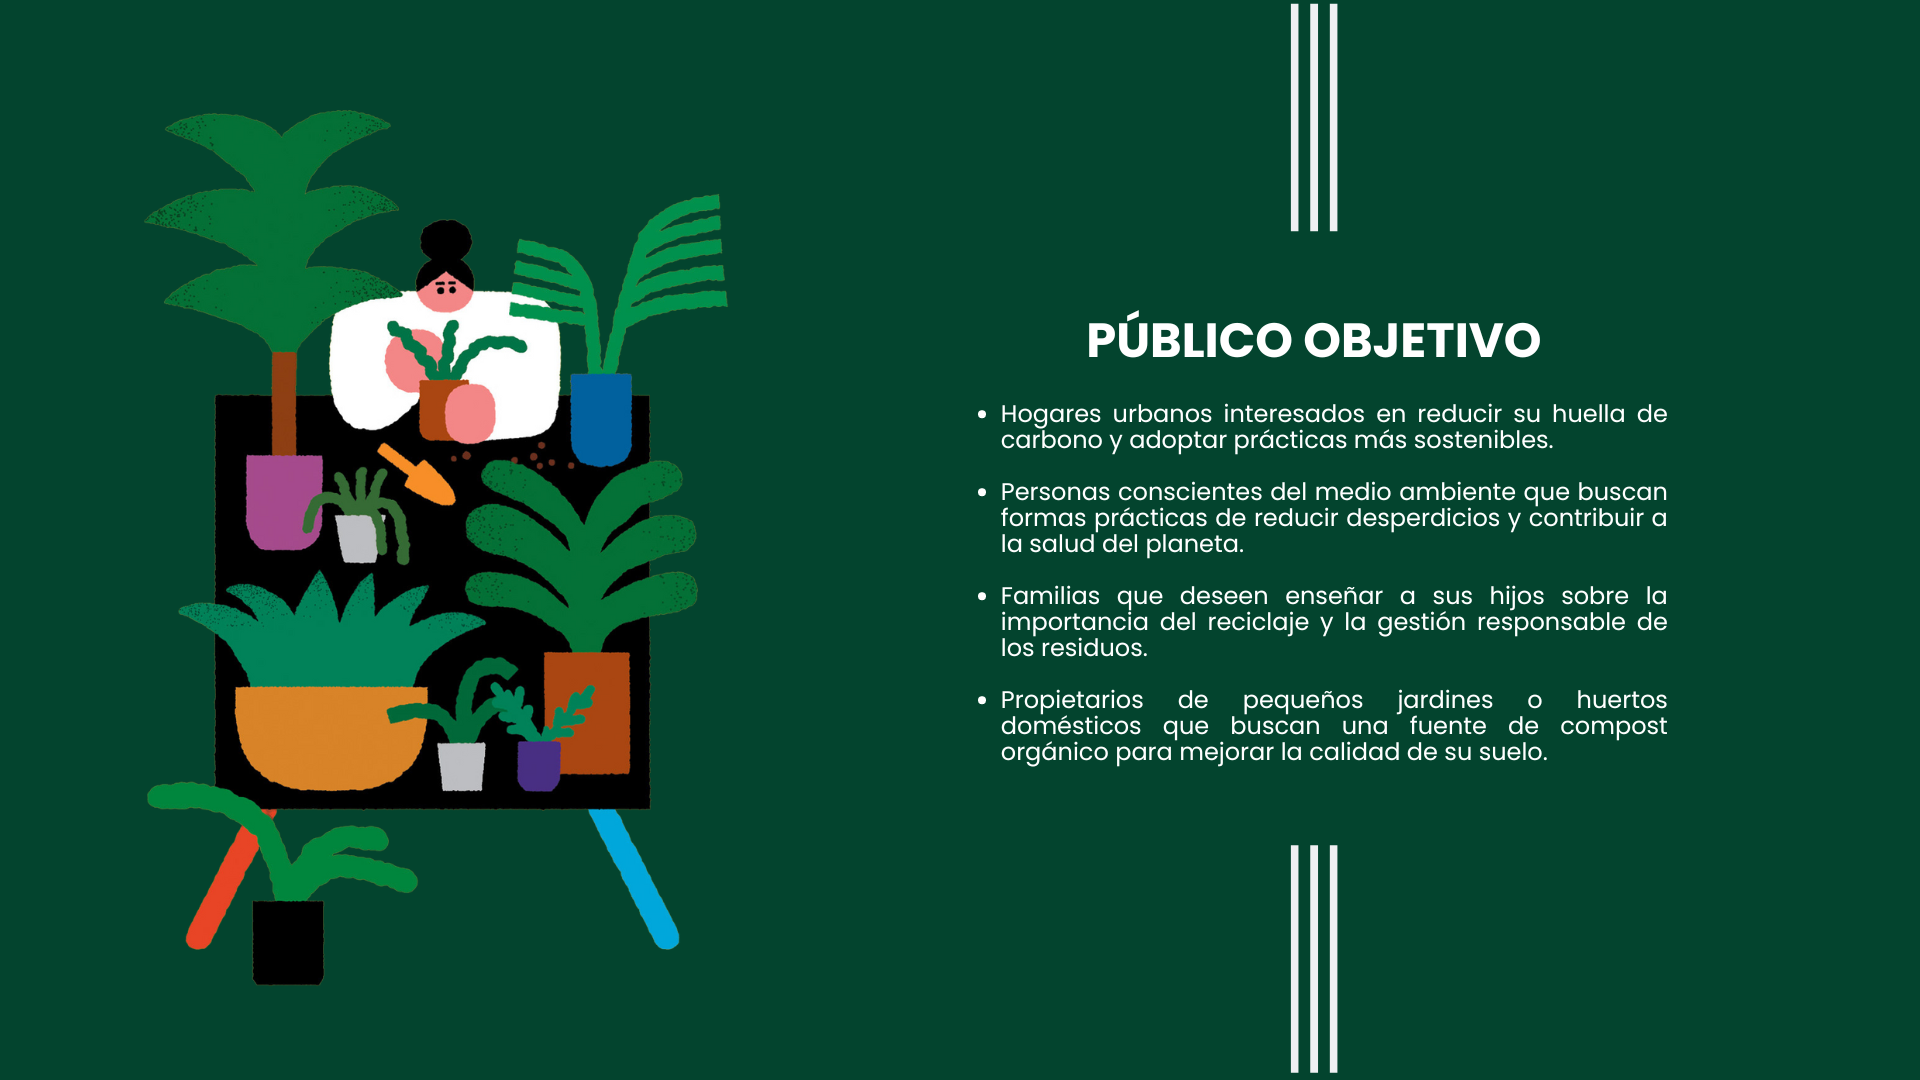 PÚBLICO OBJETIVO
• Hogares urbanos interesados en reducir su huella de
carbono y adoptar prácticas más sostenibles.
• Personas conscientes del medio ambiente que buscan
formas prácticas de reducir desperdicios y contribuir a
la salud del planeta.
• Familias que deseen enseñar a sus hijos sobre la
importancia del reciclaje y la gestión responsable de
los residuos.
• Propietarios de pequeños jardines o huertos
domésticos que buscan una fuente de compost
orgánico para mejorar la calidad de su suelo.